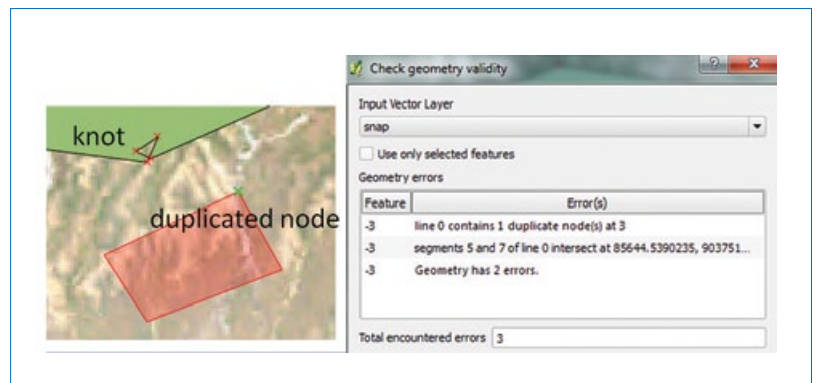 knot
duplicated node
Check geometry validity
Input Vector Layer
snap
Use only selected features
Geometry errors
Feature Error(s)
-3 line 0 contains 1 duplicate node(s) at 3
-3 segments 5 and 7 of line 0 intersect at 85644.5390235, 903751...
-3 Geometry has 2 errors.
Total encountered errors 3